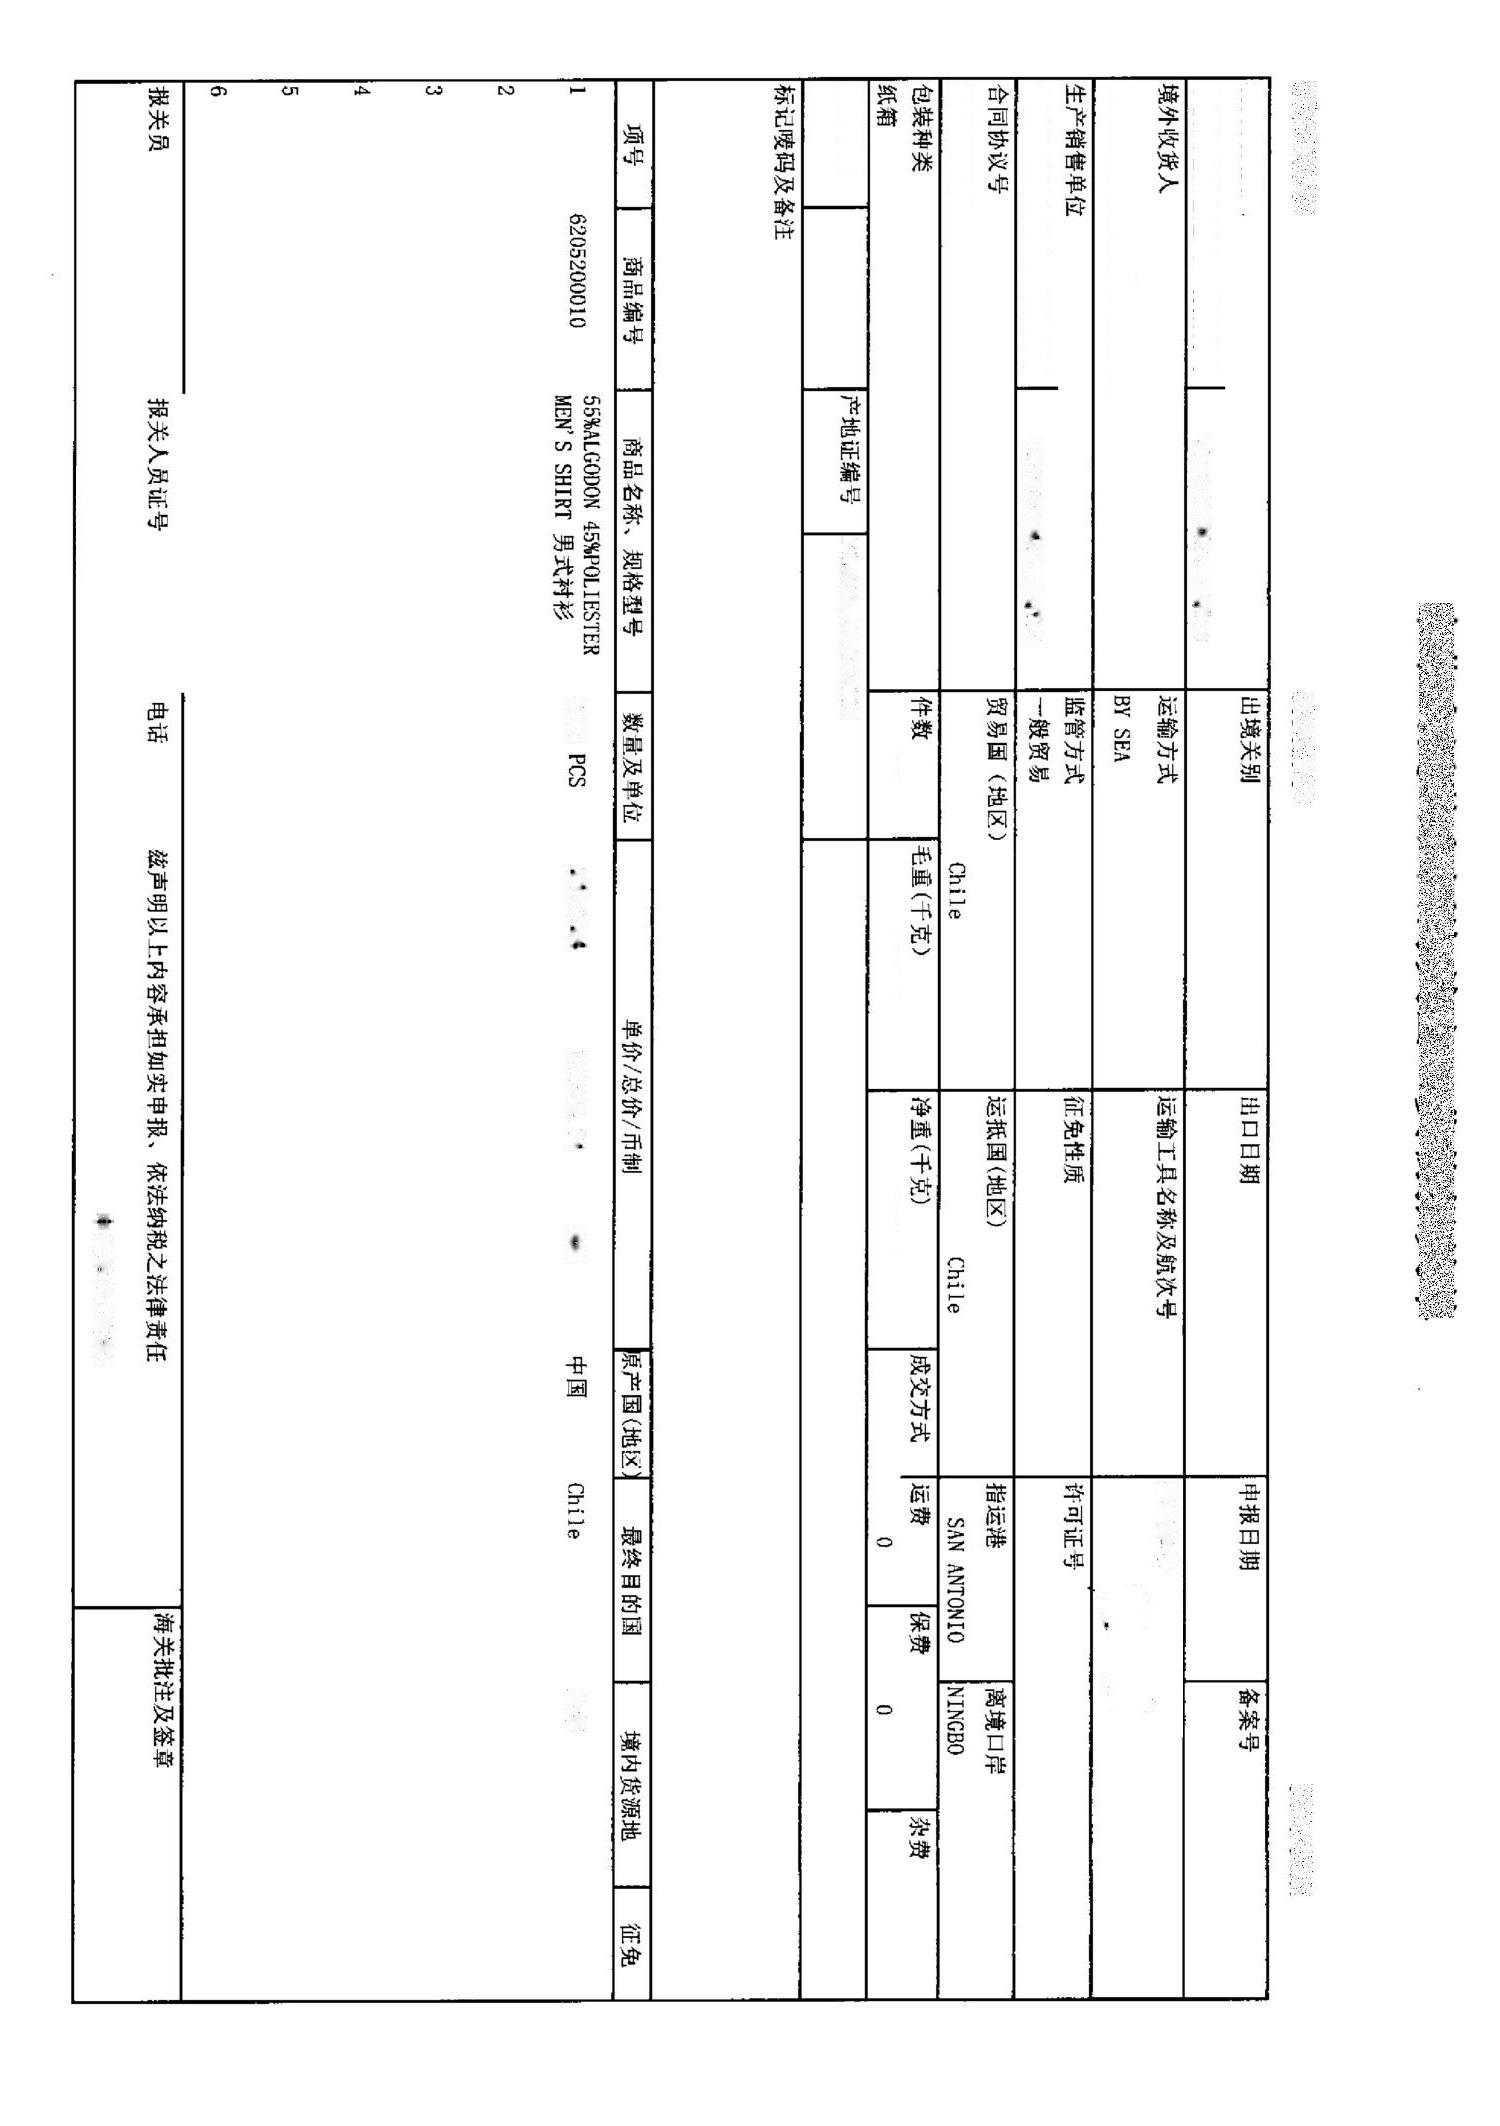 出境关别
出口日期
申报日期
备案号
境外收货人
运输方式
BY SEA
运输工具名称及航次号
生产销售单位
监管方式
一般贸易
征免性质
许可证号
合同协议号
贸易国（地区）
Chile
运抵国(地区)
Chile
指运港
SAN ANTONIO
离境口岸
NINGBO
包装种类
纸箱
件数
毛重(千克)
净重(千克)
成交方式
运费
0
保费
0
杂费
产地证编号
标记唛码及备注
项号
商品编号
商品名称、规格型号
数量及单位
单价/总价/币制
原产国(地区)
最终目的国
境内货源地
征免
1
6205200010
55%ALGODON 45%POLIESTER
MEN'S SHIRT 男式衬衫
PCS
中国
Chile
2
3
4
5
6
报关员
报关人员证号
电话
兹声明以上内容承担如实申报、依法纳税之法律责任
海关批注及签章